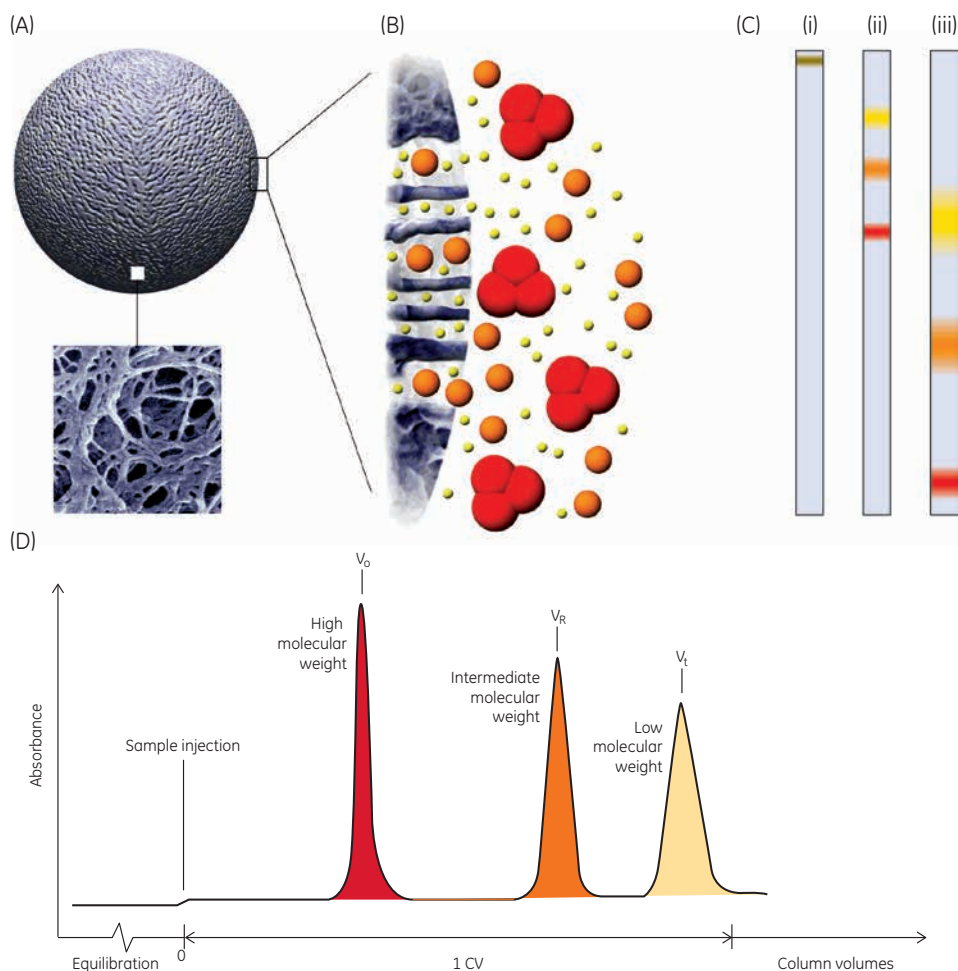 (A)
(B)
(C)
(i)
(ii)
(iii)
(D)
Vo
High
molecular
weight
VR
Intermediate
molecular
weight
Vt
Low
molecular
weight
Sample injection
Absorbance
Equilibration
0
1 CV
Column volumes